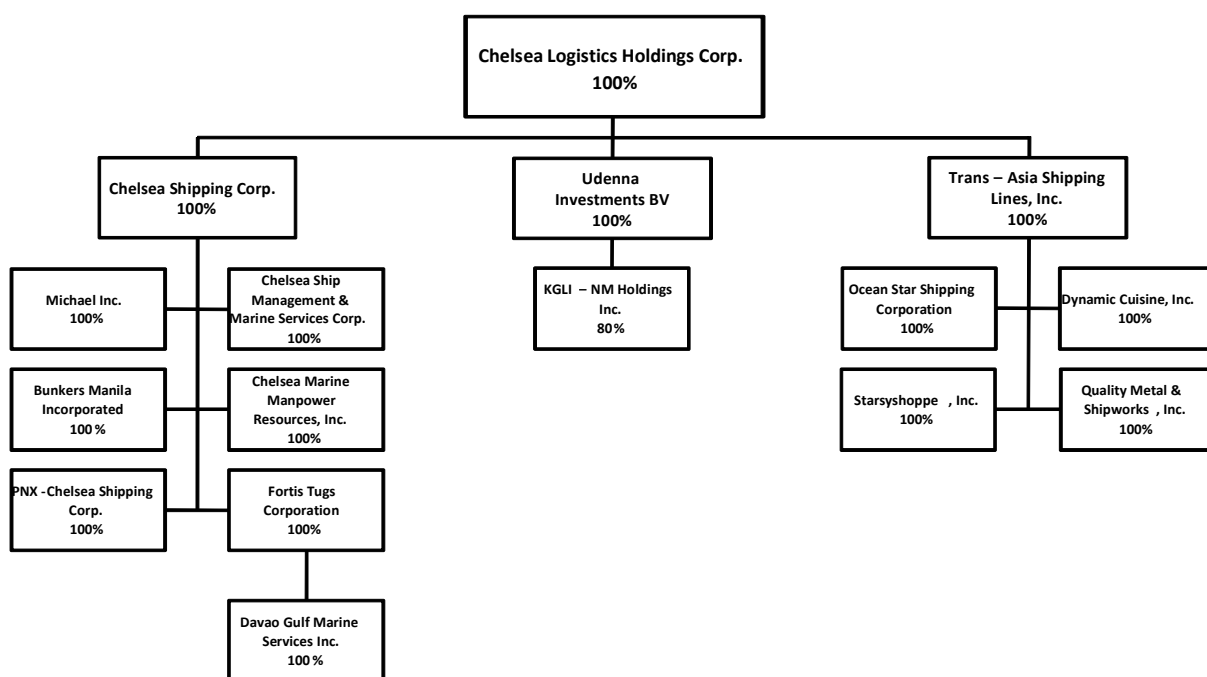 Chelsea Logistics Holdings Corp.
100%
Chelsea Shipping Corp.
100%
Udenna
Investments BV
100%
Trans – Asia Shipping
Lines, Inc.
100%
Michael Inc.
100%
Chelsea Ship
Management &
Marine Services Corp.
100%
KGLI – NM Holdings
Inc.
80%
Ocean Star Shipping
Corporation
100%
Dynamic Cuisine, Inc.
100%
Bunkers Manila
Incorporated
100 %
Chelsea Marine
Manpower
Resources, Inc.
100%
Starsyshoppe , Inc.
100%
Quality Metal &
Shipworks , Inc.
100%
PNX -Chelsea Shipping
Corp.
100%
Fortis Tugs
Corporation
100%
Davao Gulf Marine
Services Inc.
100 %